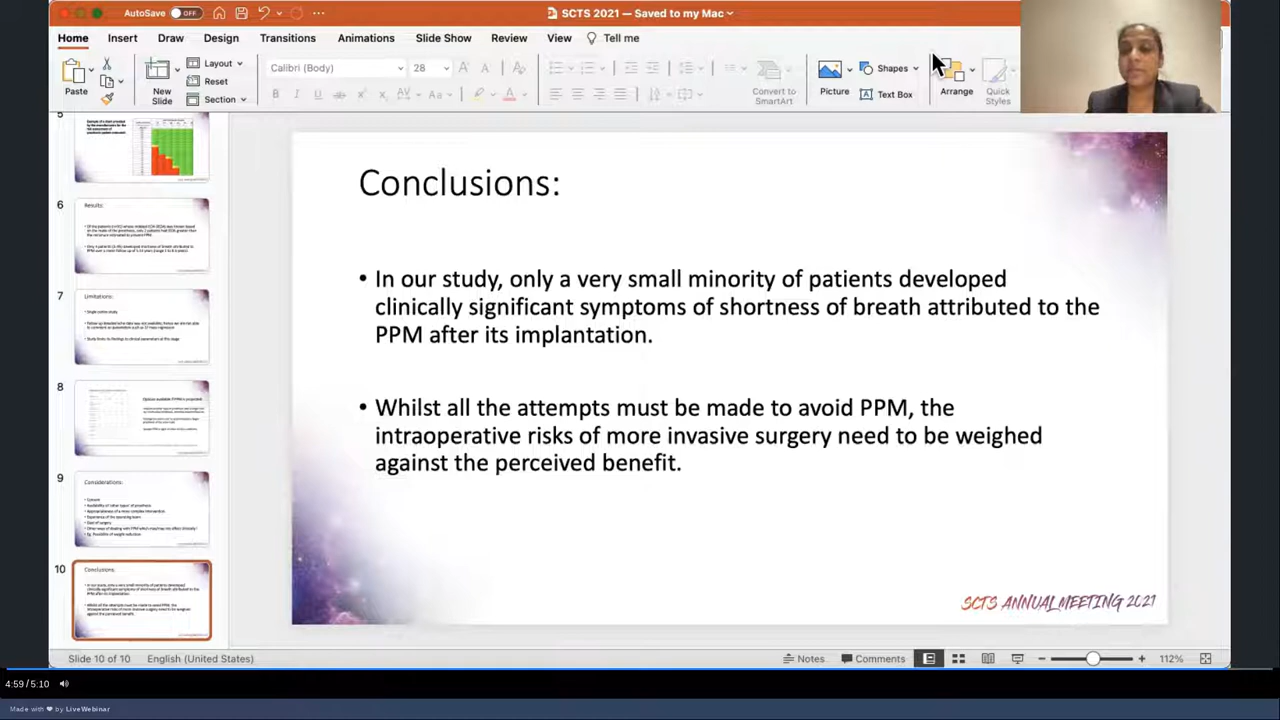 AutoSave OFF
SCTS 2021 — Saved to my Mac
Home Insert Draw Design Transitions Animations Slide Show Review View Tell me
Paste
New
Slide
Layout
Reset
Section
Calibri (Body) 28
Convert to
SmartArt
Picture
Shapes
Text Box
Arrange
Quick
Styles
5
6
Results:
7
Limitations:
8
9
Considerations:
10
Conclusions:
Conclusions:
• In our study, only a very small minority of patients developed
clinically significant symptoms of shortness of breath attributed to the
PPM after its implantation.
• Whilst all the attempts must be made to avoid PPM, the
intraoperative risks of more invasive surgery need to be weighed
against the perceived benefit.
SCTS ANNUAL MEETING 2021
Slide 10 of 10 English (United States)
Notes Comments 112%
4:59 / 5:10
Made with ❤ by LiveWebinar